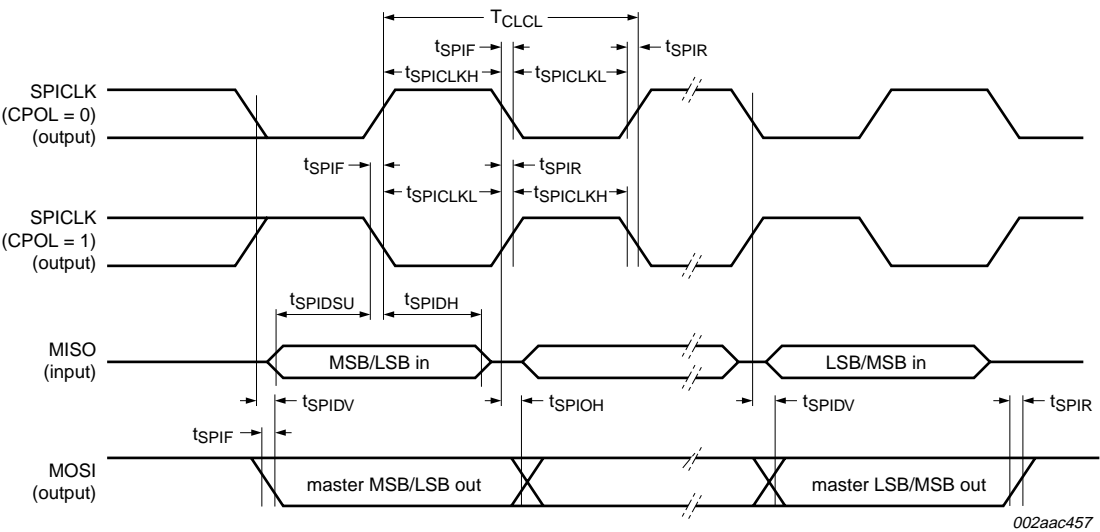 TCLCL
tSPIF
tSPIR
tSPICLKH
tSPICLKL
SPICLK
(CPOL = 0)
(output)
tSPIF
tSPIR
tSPICLKL
tSPICLKH
SPICLK
(CPOL = 1)
(output)
tSPIDSU
tSPIDH
MISO
(input)
MSB/LSB in
LSB/MSB in
tSPIDV
tSPIOH
tSPIDV
tSPIR
tSPIF
MOSI
(output)
master MSB/LSB out
master LSB/MSB out
002aac457